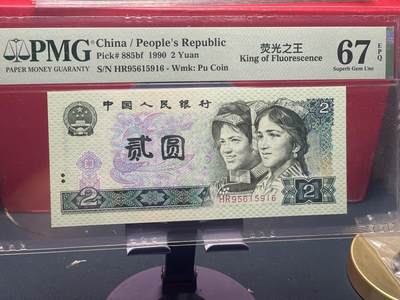 PMG
PAPER MONEY GUARANTY
China / People's Republic
Pick# 885bf 1990 2 Yuan
S/N HR95615916 - Wmk: Pu Coin
荧光之王
King of Fluorescence
67 EPQ
Superb Gem Unc
中国人民银行
2
贰圆
2
2
HR95615916